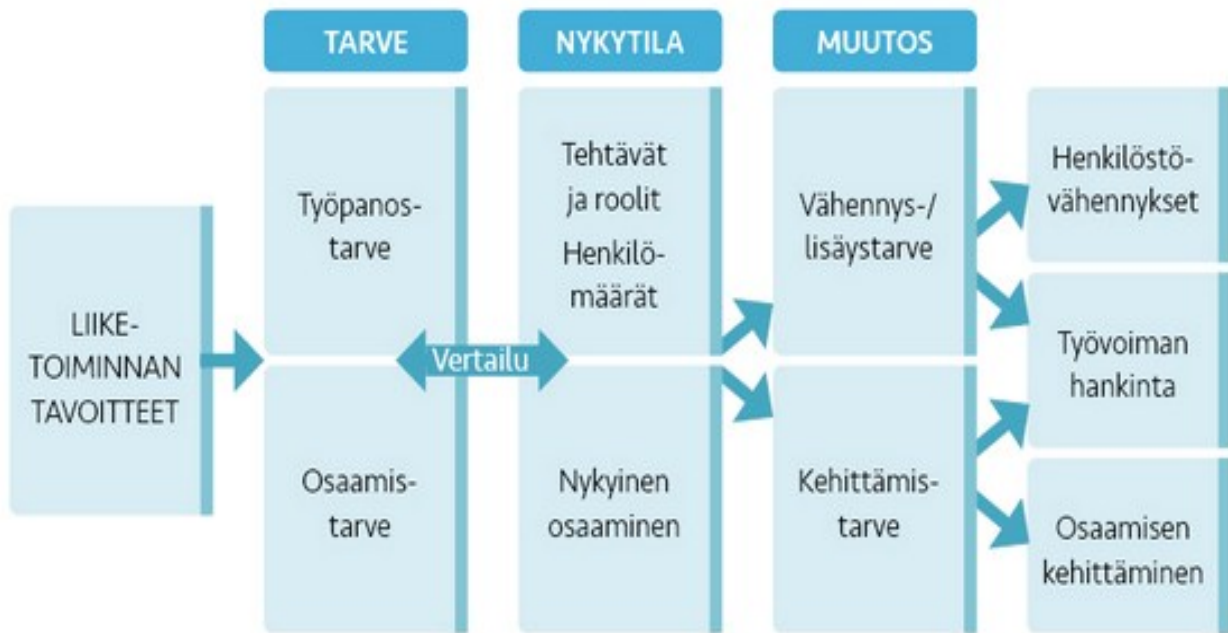 TARVE
NYKYTILA
MUUTOS
LIIKE-
TOIMINNAN
TAVOITTEET
Työpanos-
tarve
Osaamis-
tarve
Vertailu
Tehtävät
ja roolit
Henkilö-
määrät
Nykyinen
osaaminen
Vähennys-/
lisäystarve
Kehittämis-
tarve
Henkilöstö-
vähennykset
Työvoiman
hankinta
Osaamisen
kehittäminen